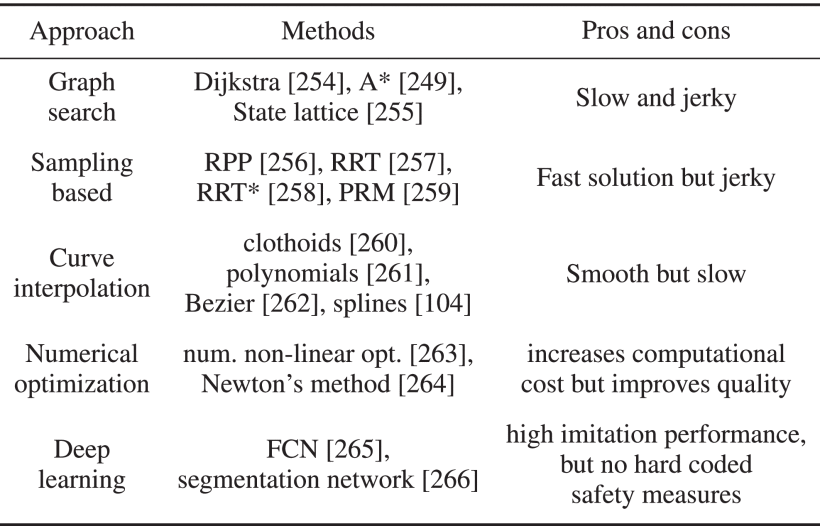 Approach Methods Pros and cons
Graph search Dijkstra [254], A* [249], State lattice [255] Slow and jerky
Sampling based RPP [256], RRT [257], RRT* [258], PRM [259] Fast solution but jerky
Curve interpolation clothoids [260], polynomials [261], Bezier [262], splines [104] Smooth but slow
Numerical optimization num. non-linear opt. [263], Newton's method [264] increases computational cost but improves quality
Deep learning FCN [265], segmentation network [266] high imitation performance, but no hard coded safety measures